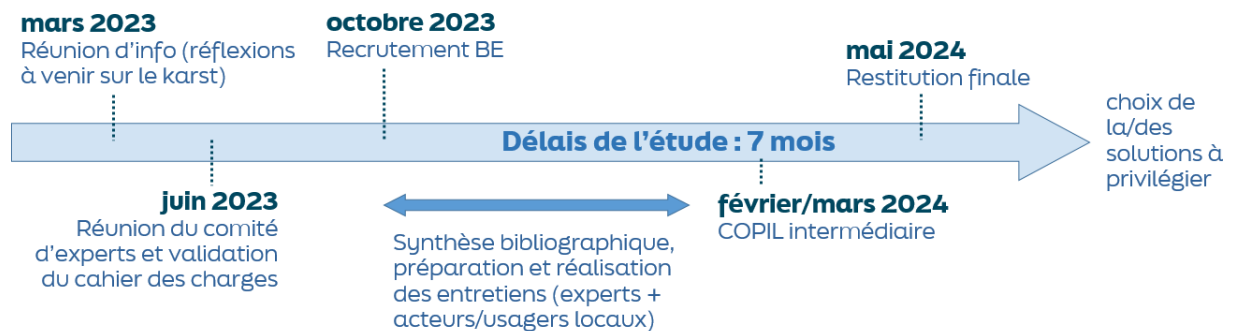 mars 2023
Réunion d’info (réflexions
à venir sur le karst)
octobre 2023
Recrutement BE
mai 2024
Restitution finale
Délais de l’étude : 7 mois
choix de
la/des
solutions à
privilégier
juin 2023
Réunion du comité
d’experts et validation
du cahier des charges
Synthèse bibliographique,
préparation et réalisation
des entretiens (experts +
acteurs/usagers locaux)
février/mars 2024
COPIL intermédiaire